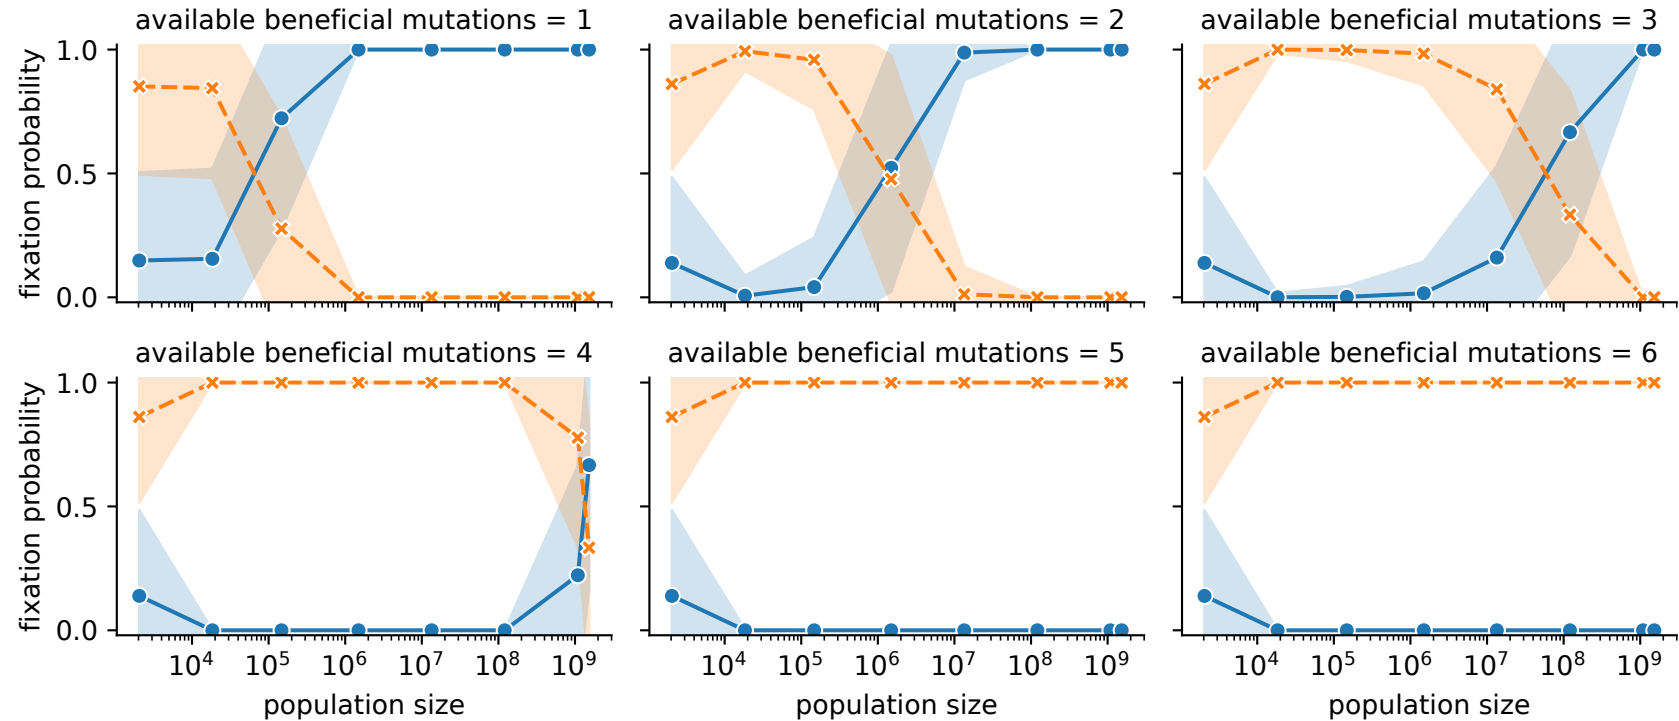 available beneficial mutations = 1
available beneficial mutations = 2
available beneficial mutations = 3
fixation probability
1.0
0.5
0.0
available beneficial mutations = 4
available beneficial mutations = 5
available beneficial mutations = 6
fixation probability
1.0
0.5
0.0
10⁴ 10⁵ 10⁶ 10⁷ 10⁸ 10⁹
10⁴ 10⁵ 10⁶ 10⁷ 10⁸ 10⁹
10⁴ 10⁵ 10⁶ 10⁷ 10⁸ 10⁹
population size
population size
population size